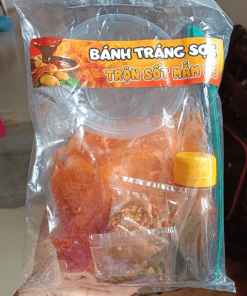 BÁNH TRÁNG SỢI
TRỘN SỐT MẮM